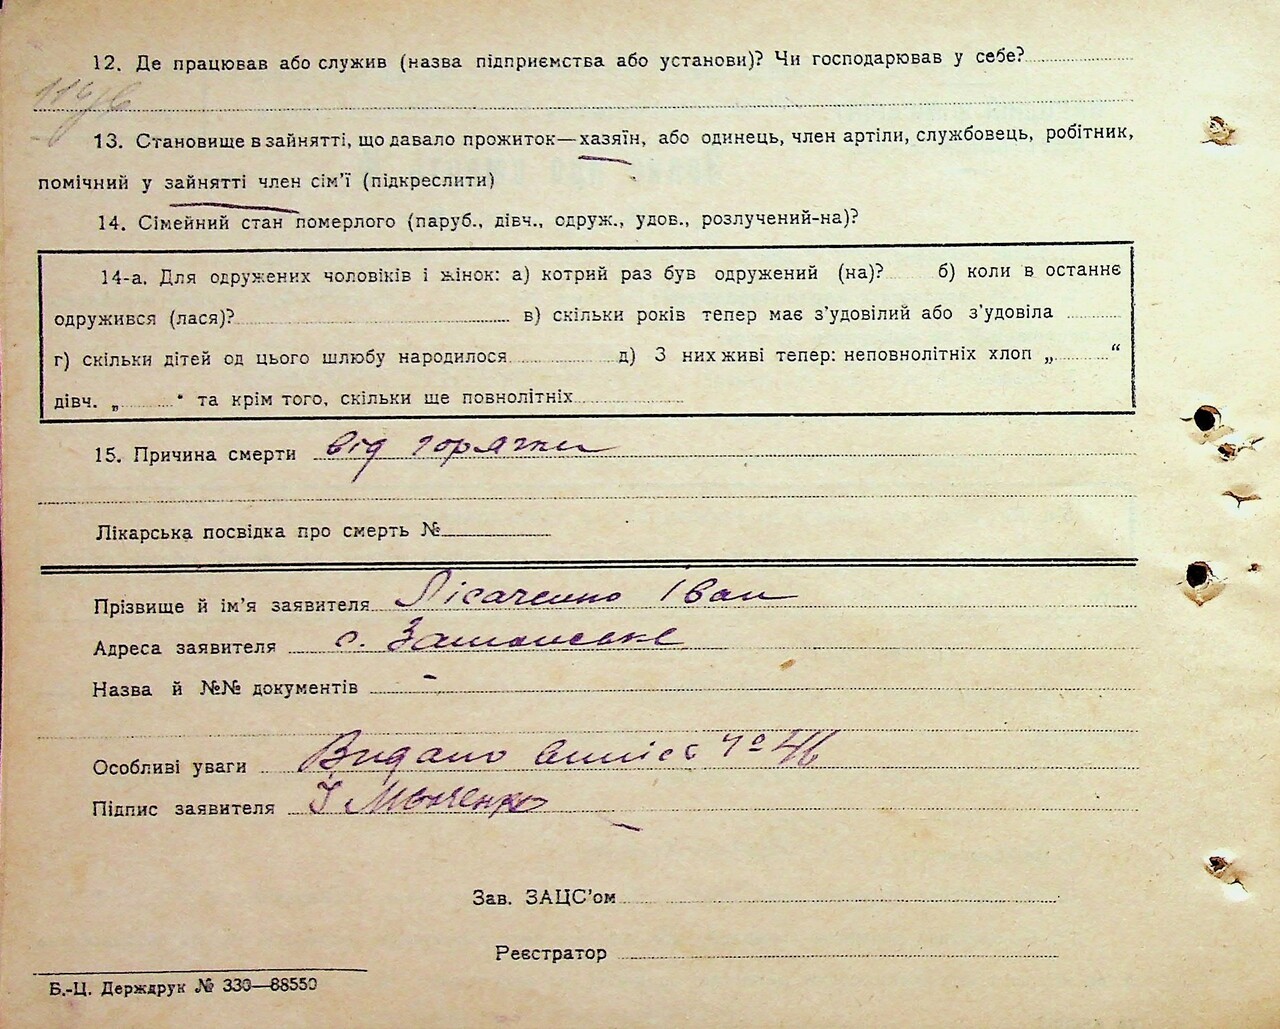 12. Де працював або служив (назва підприємства або установи)? Чи господарював у себе?
13. Становище в зайнятті, що давало прожиток—хазяїн, або одинець, член артіли, службовець, робітник,
помічний у зайнятті член сім'ї (підкреслити)
14. Сімейний стан померлого (паруб., дівч., одруж., удов., розлучений-на)?
14-а. Для одружених чоловіків і жінок: а) котрий раз був одружений (на)? б) коли в останнє
одружився (лася)? в) скільки років тепер має з'удовілий або з'удовіла
г) скільки дітей од цього шлюбу народилося д) З них живі тепер: неповнолітніх хлоп „ “
дівч. „ “ та крім того, скільки ще повнолітніх
15. Причина смерти від горячки
Лікарська посвідка про смерть №
Прізвище й ім'я заявителя Лісаченко Іван
Адреса заявителя с.
Назва й №№ документів -
Особливі уваги Видано випис № 46
Підпис заявителя І
Зав. ЗАЦС'ом
Реєстратор
Б.-Ц. Держдрук № 330—88550